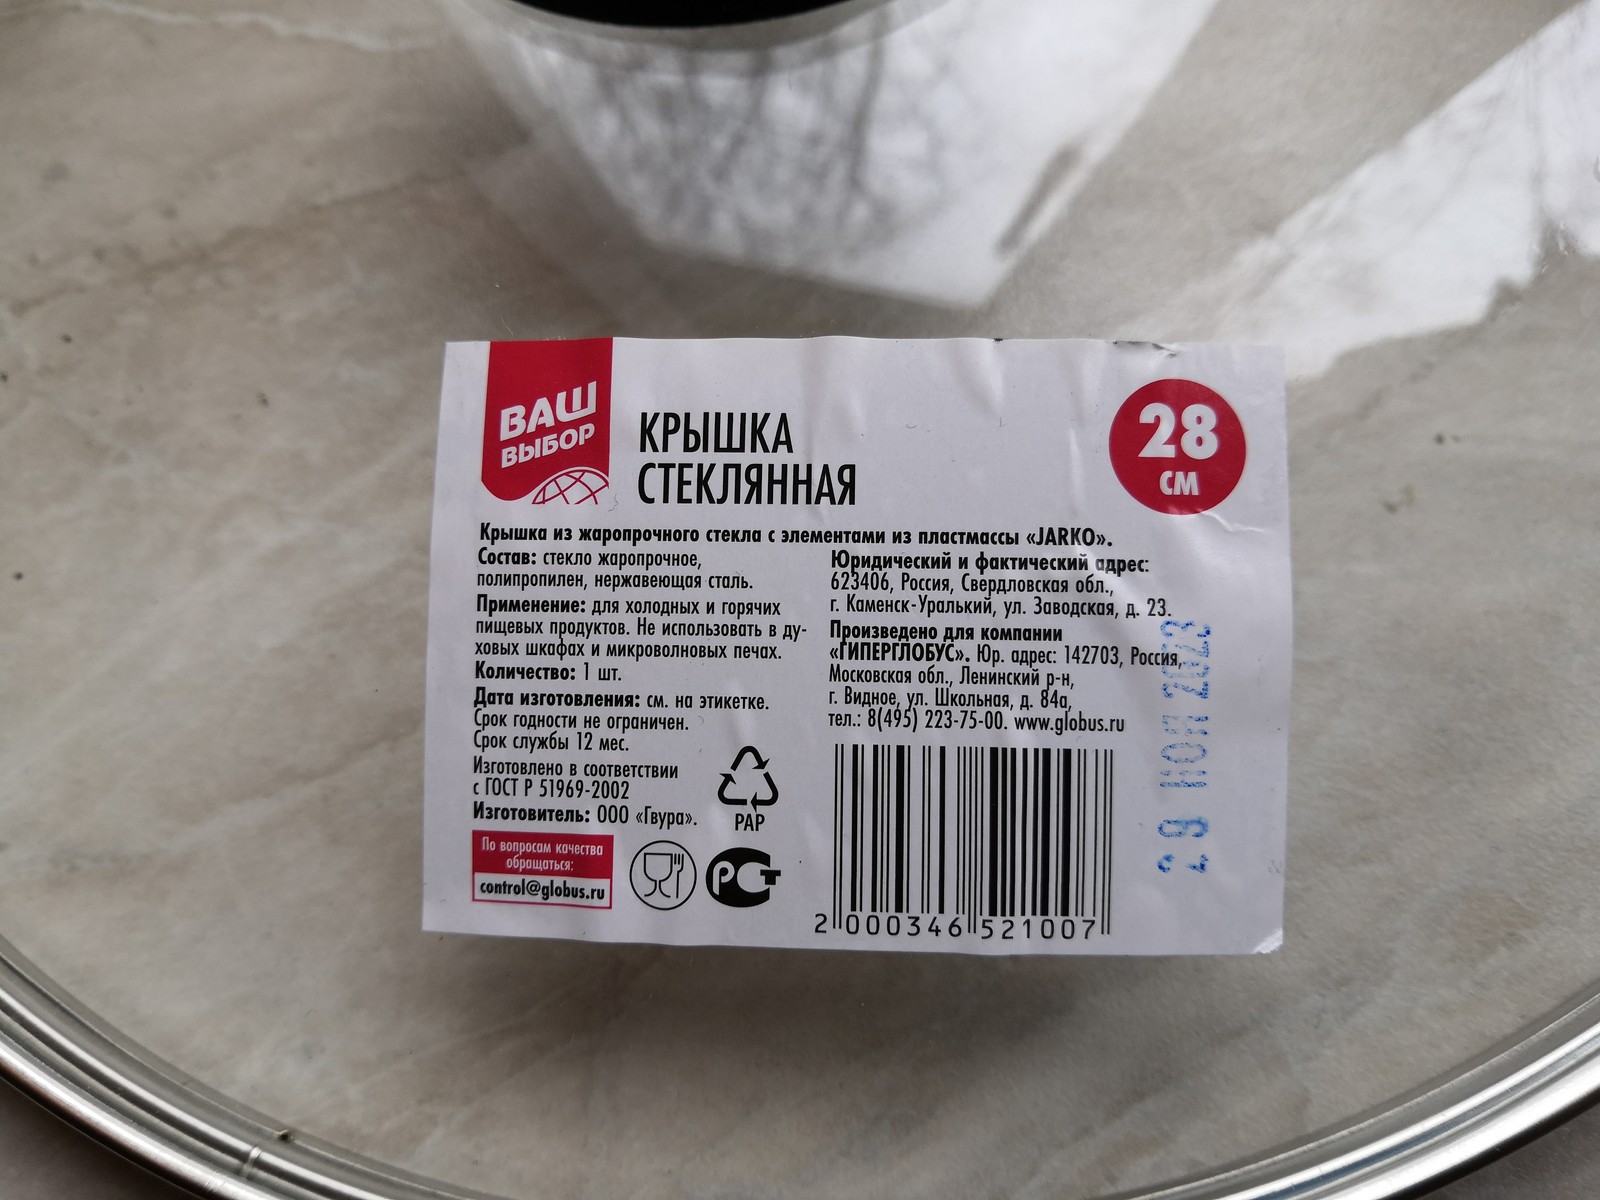 ВАШ
ВЫБОР
КРЫШКА
СТЕКЛЯННАЯ
28
СМ
Крышка из жаропрочного стекла с элементами из пластмассы «JARKO».
Состав: стекло жаропрочное,
полипропилен, нержавеющая сталь.
Применение: для холодных и горячих
пищевых продуктов. Не использовать в ду-
ховых шкафах и микроволновых печах.
Количество: 1 шт.
Дата изготовления: см. на этикетке.
Срок годности не ограничен.
Срок службы 12 мес.
Изготовлено в соответствии
с ГОСТ Р 51969-2002
Изготовитель: ООО «Гвура».
По вопросам качества
обращаться:
control@globus.ru
PAP
РСТ
Юридический и фактический адрес:
623406, Россия, Свердловская обл.,
г. Каменск-Уралький, ул. Заводская, д. 23.
Произведено для компании
«ГИПЕРГЛОБУС». Юр. адрес: 142703, Россия,
Московская обл., Ленинский р-н,
г. Видное, ул. Школьная, д. 84а,
тел.: 8(495) 223-75-00. www.globus.ru
2 000346 521007
29 НОЯ 2023